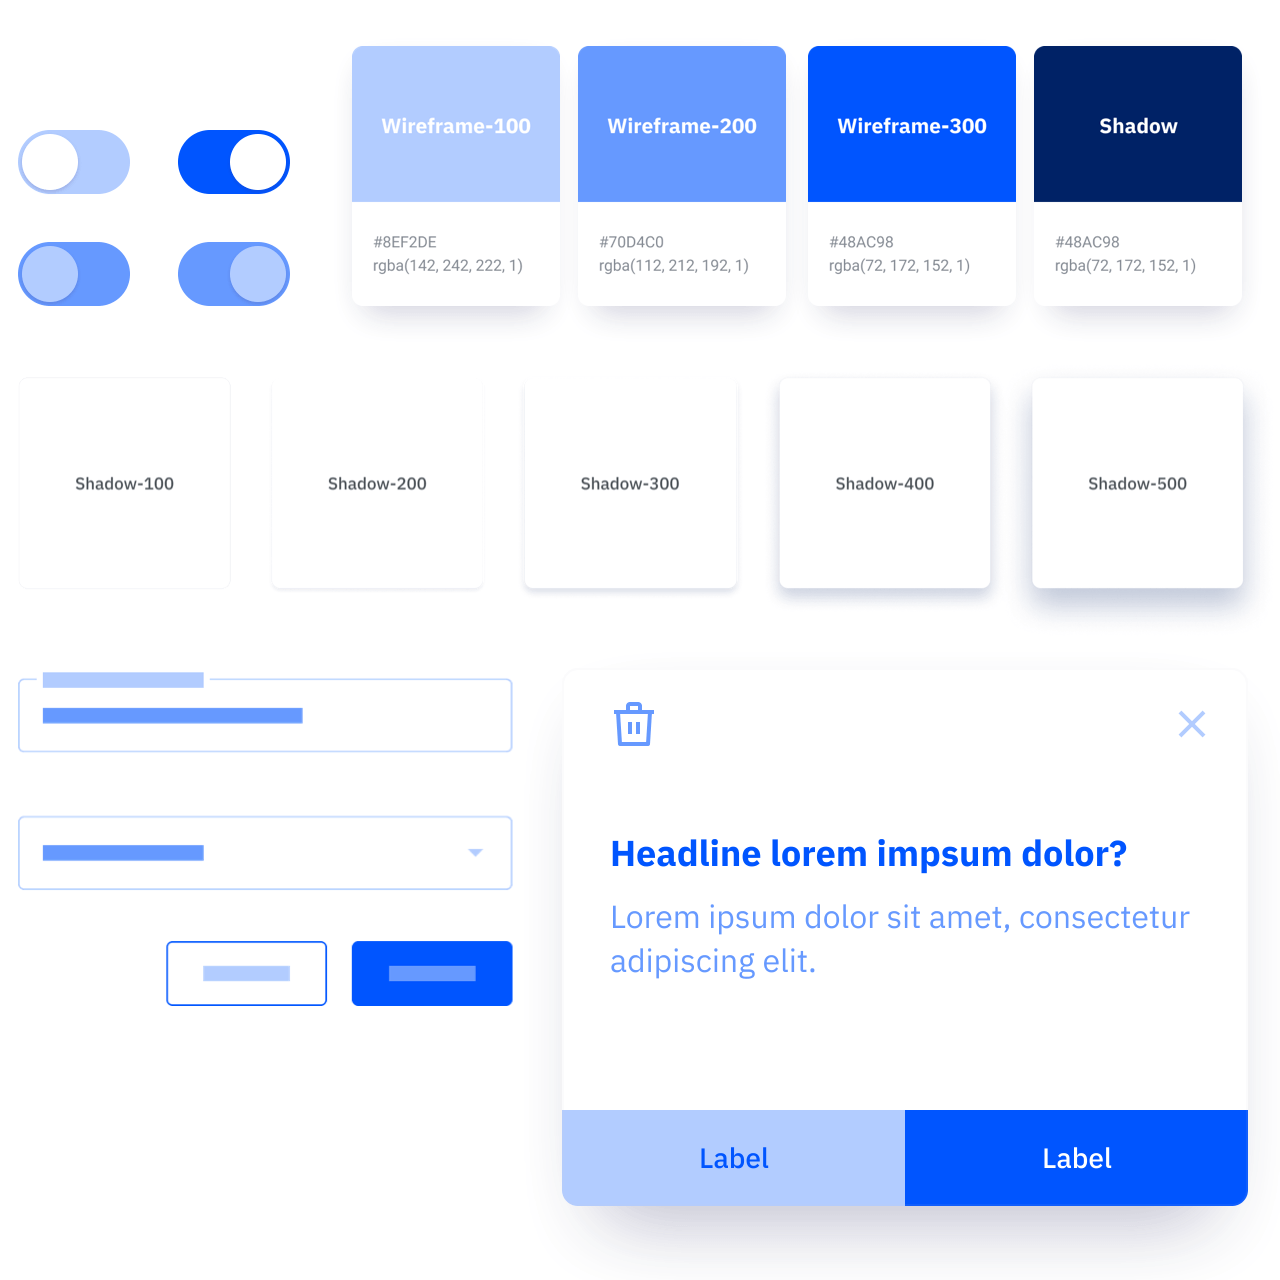 Wireframe-100
#8EF2DE
rgba(142, 242, 222, 1)
Wireframe-200
#70D4C0
rgba(112, 212, 192, 1)
Wireframe-300
#48AC98
rgba(72, 172, 152, 1)
Shadow
#48AC98
rgba(72, 172, 152, 1)
Shadow-100
Shadow-200
Shadow-300
Shadow-400
Shadow-500
Headline lorem impsum dolor?
Lorem ipsum dolor sit amet, consectetur
adipiscing elit.
Label
Label